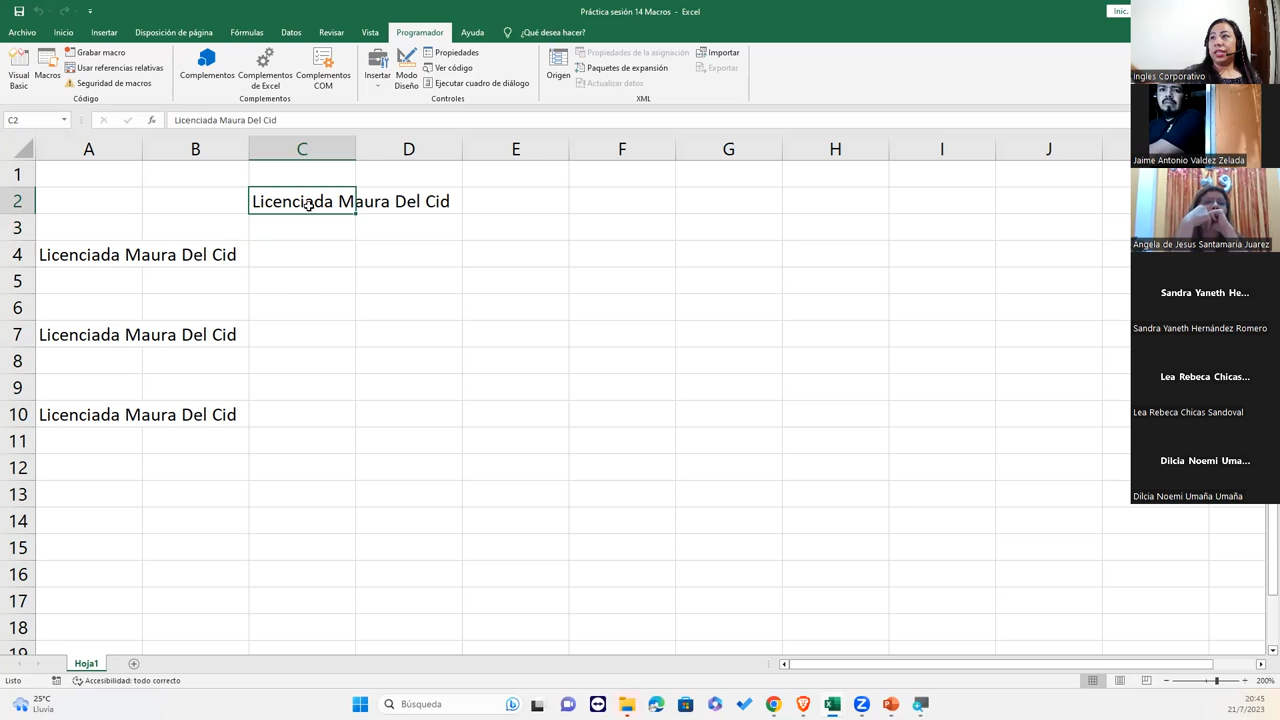 Práctica sesión 14 Macros - Excel
Inic.
Archivo Inicio Insertar Disposición de página Fórmulas Datos Revisar Vista Programador Ayuda ¿Qué desea hacer?
Visual Basic
Macros
Grabar macro
Usar referencias relativas
Seguridad de macros
Código
Complementos
Complementos de Excel
Complementos COM
Complementos
Insertar
Modo Diseño
Propiedades
Ver código
Ejecutar cuadro de diálogo
Controles
Origen
Propiedades de la asignación
Paquetes de expansión
Actualizar datos
Importar
Exportar
XML
C2
fx
Licenciada Maura Del Cid
A B C D E F G H I J
1
2 Licenciada Maura Del Cid
3
4 Licenciada Maura Del Cid
5
6
7 Licenciada Maura Del Cid
8
9
10 Licenciada Maura Del Cid
11
12
13
14
15
16
17
18
19
Hoja1
Listo
Accesibilidad: todo correcto
200%
25°C
Lluvia
Búsqueda
20:45
21/7/2023
Ingles Corporativo
Jaime Antonio Valdez Zelada
Angela de Jesus Santamaria Juarez
Sandra Yaneth He...
Sandra Yaneth Hernández Romero
Lea Rebeca Chicas...
Lea Rebeca Chicas Sandoval
Dilcia Noemi Uma...
Dilcia Noemi Umaña Umaña